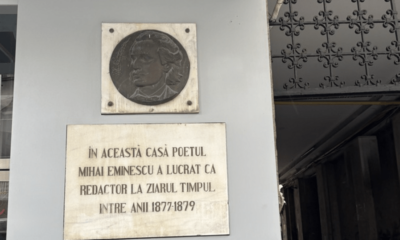 ÎN ACEASTĂ CASĂ POETUL
MIHAI EMINESCU A LUCRAT CA
REDACTOR LA ZIARUL TIMPUL
ÎNTRE ANII 1877-1879